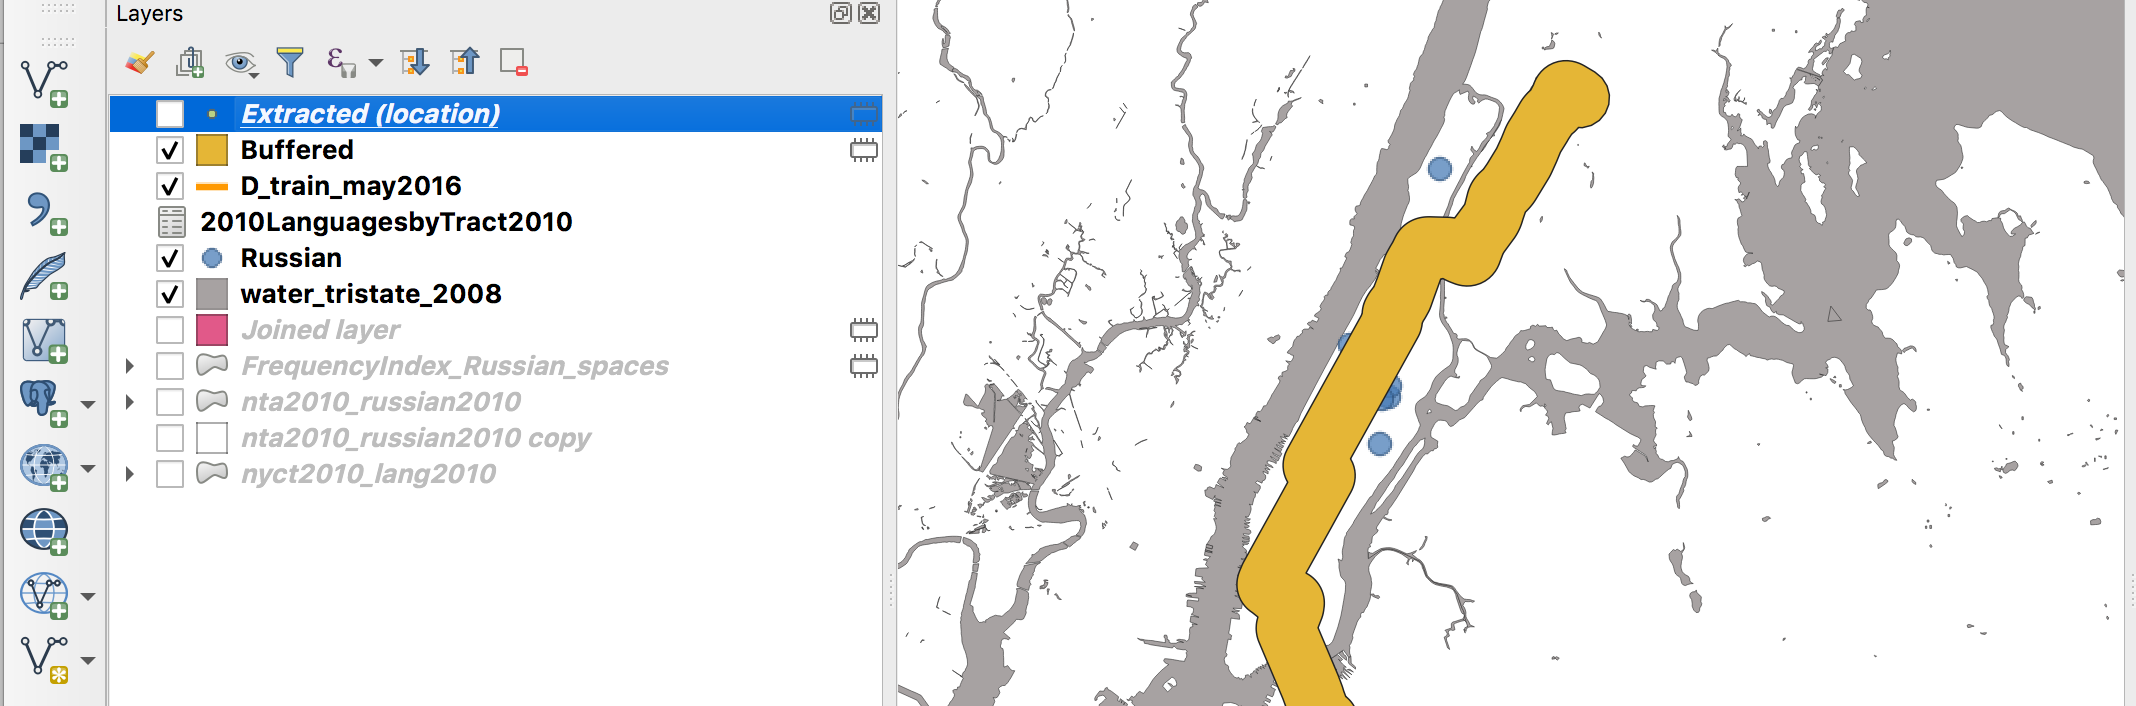 Layers
Extracted (location)
Buffered
D_train_may2016
2010LanguagesbyTract2010
Russian
water_tristate_2008
Joined layer
FrequencyIndex_Russian_spaces
nta2010_russian2010
nta2010_russian2010 copy
nyct2010_lang2010